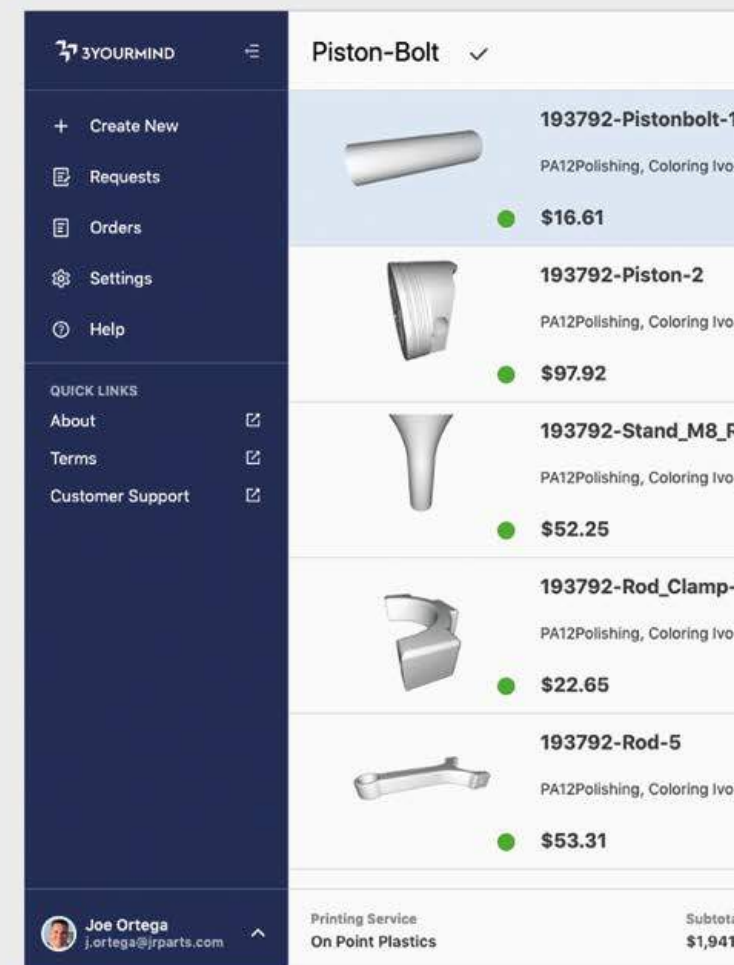 3YOURMIND
Create New
Requests
Orders
Settings
Help
QUICK LINKS
About
Terms
Customer Support
Joe Ortega
j.ortega@jrparts.com
Piston-Bolt
193792-Pistonbolt-1
PA12Polishing, Coloring Ivo
$16.61
193792-Piston-2
PA12Polishing, Coloring Ivo
$97.92
193792-Stand_M8_R
PA12Polishing, Coloring Ivo
$52.25
193792-Rod_Clamp-
PA12Polishing, Coloring Ivo
$22.65
193792-Rod-5
PA12Polishing, Coloring Ivo
$53.31
Printing Service
On Point Plastics
Subtota
$1,941